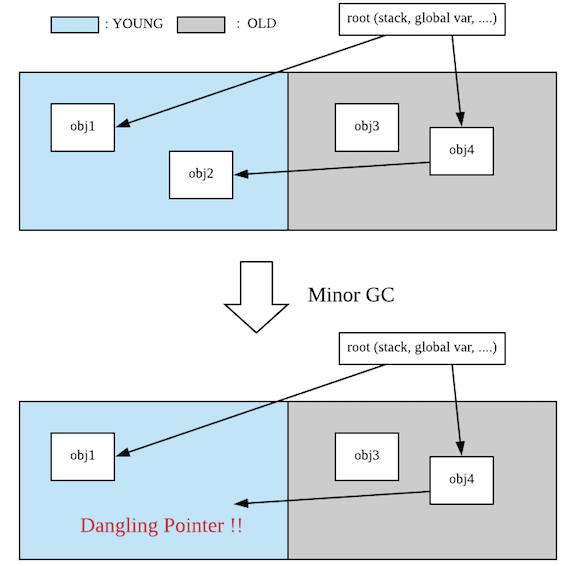 : YOUNG : OLD
root (stack, global var, ....)
obj1
obj3
obj4
obj2
Minor GC
root (stack, global var, ....)
obj1
obj3
obj4
Dangling Pointer !!